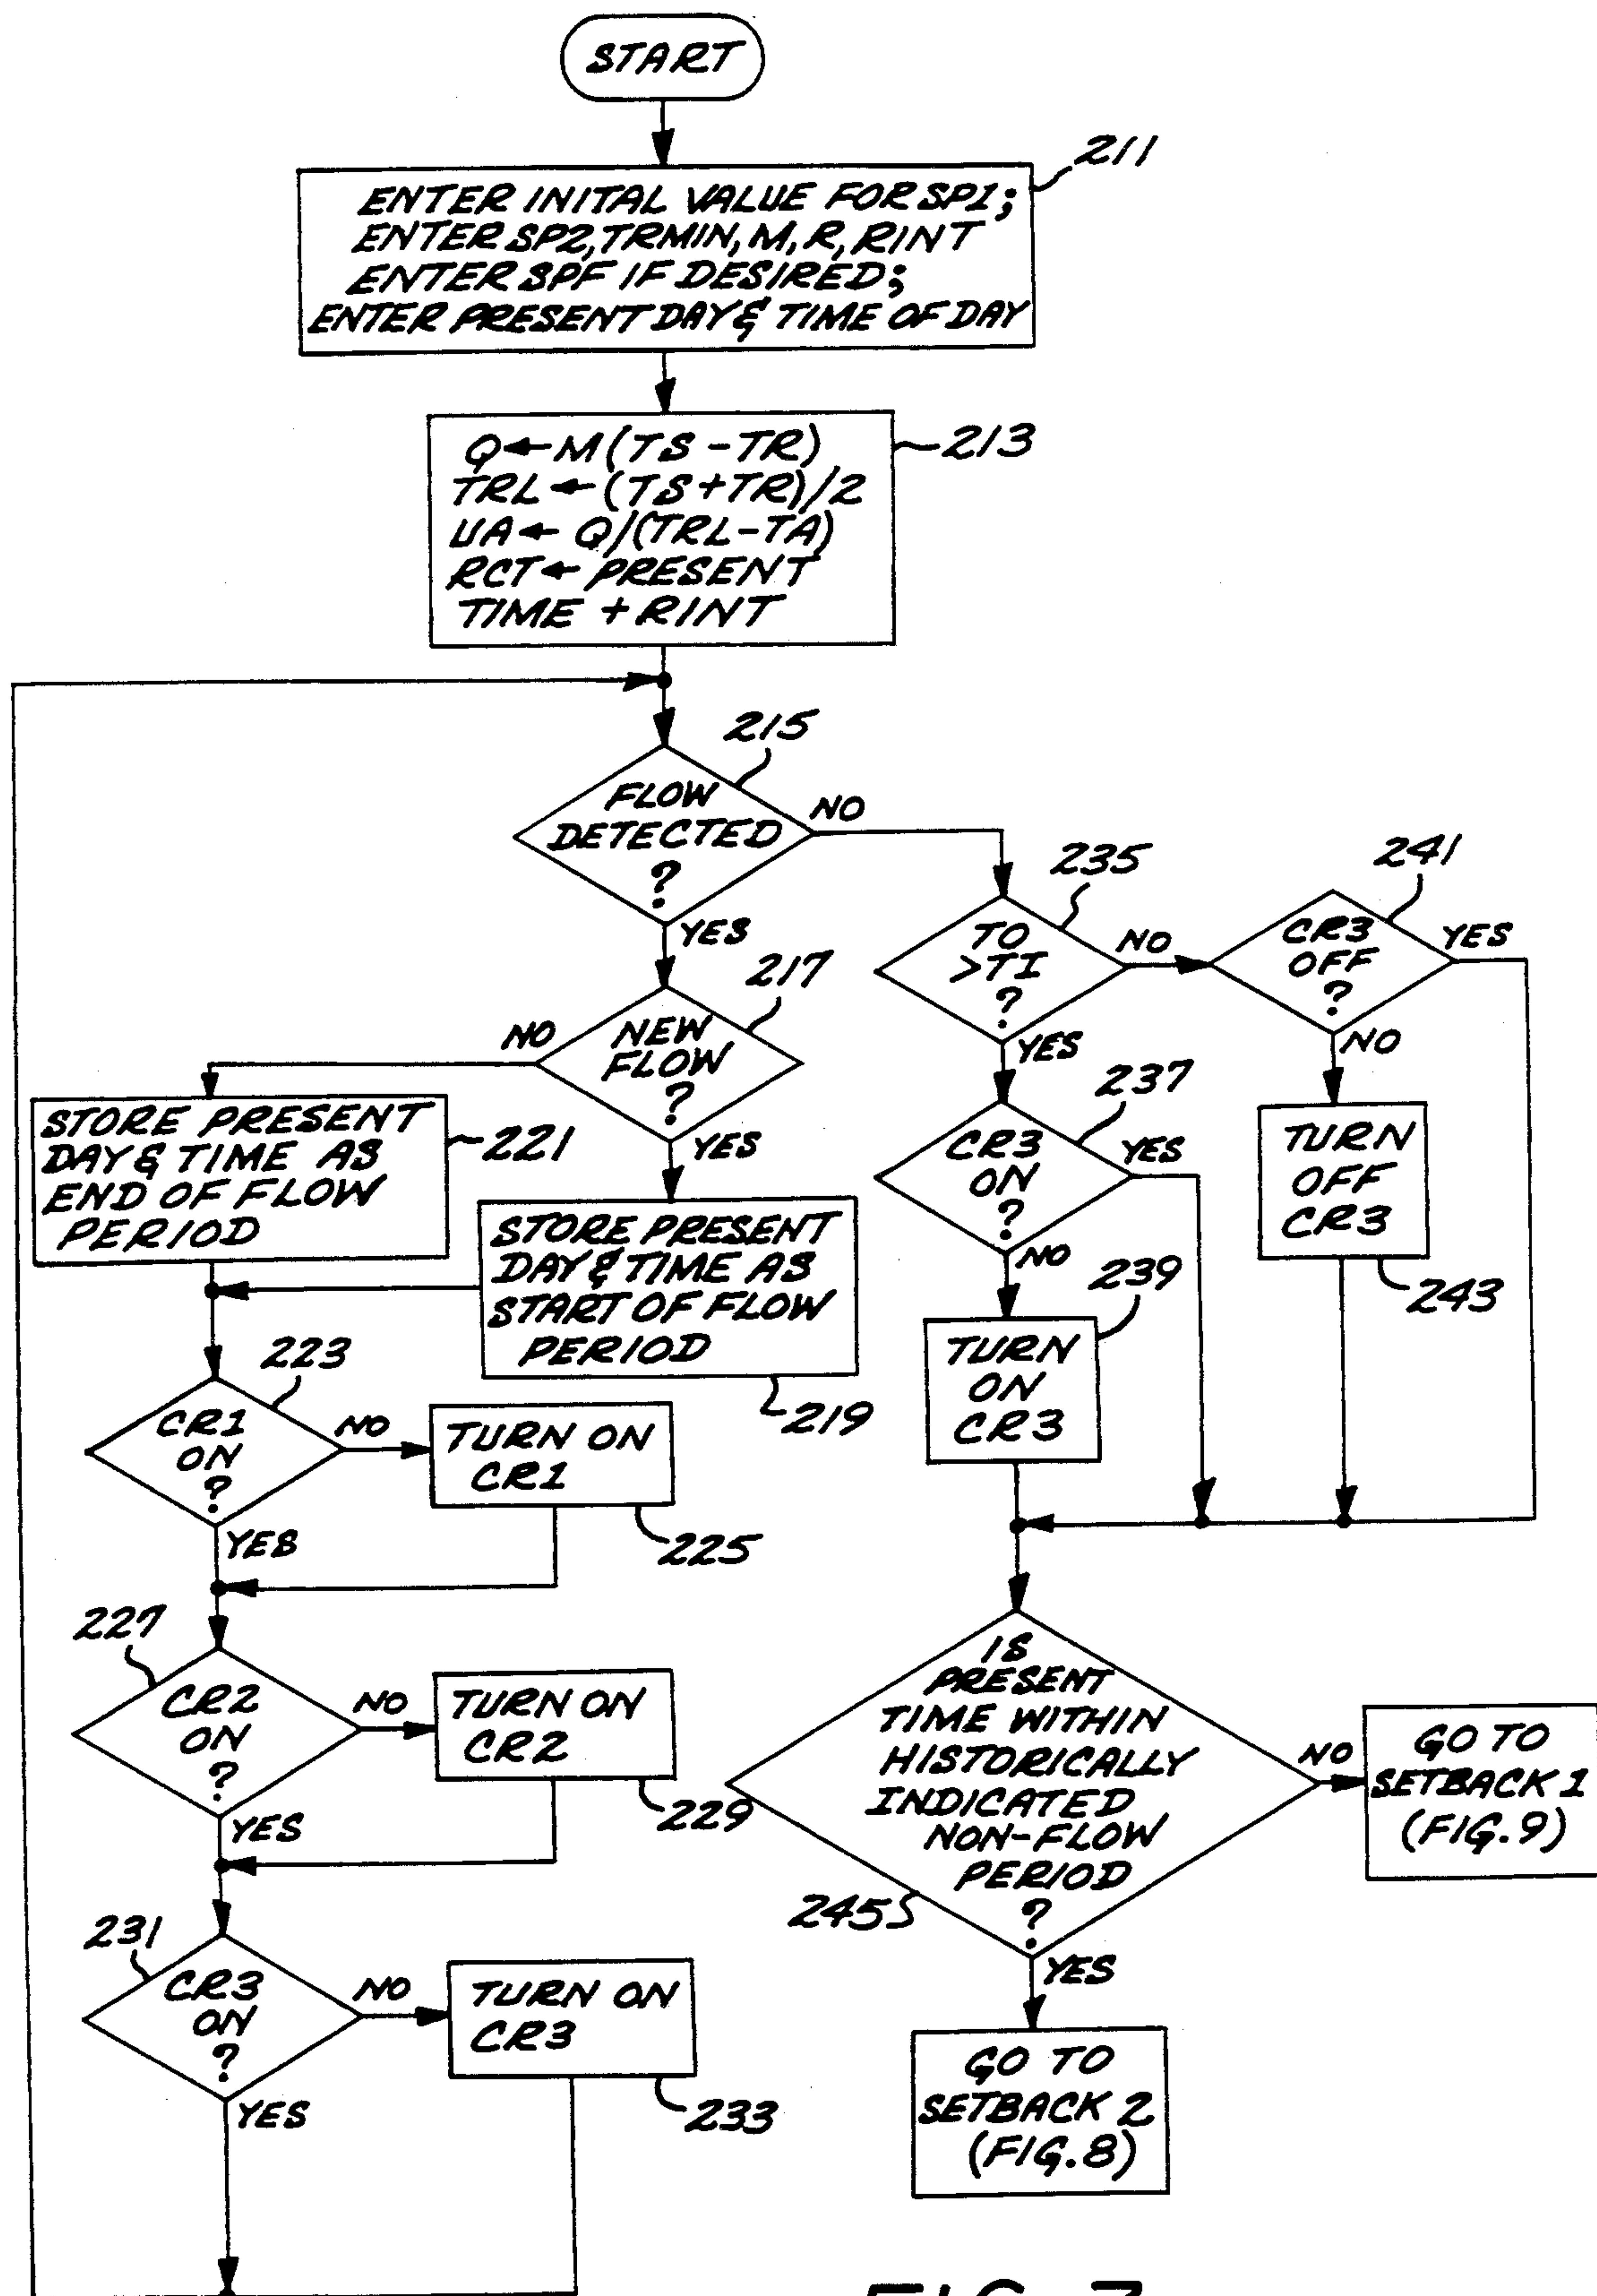 START
211
ENTER INITAL VALUE FOR SP1;
ENTER SP2, TRMIN, M, R, RINT
ENTER SPF IF DESIRED;
ENTER PRESENT DAY & TIME OF DAY
213
Q←M(TS-TR)
TRL←(TS+TR)/2
UA←Q/(TRL-TA)
RCT←PRESENT
TIME +RINT
215
FLOW
DETECTED
?
NO
YES
217
NEW
FLOW
?
NO
YES
STORE PRESENT
DAY & TIME AS
END OF FLOW
PERIOD
221
STORE PRESENT
DAY & TIME AS
START OF FLOW
PERIOD
219
223
CR1
ON
?
NO
YES
TURN ON
CR1
225
227
CR2
ON
?
NO
YES
TURN ON
CR2
229
231
CR3
ON
?
NO
YES
TURN ON
CR3
233
235
TO
>TI
?
NO
YES
241
CR3
OFF
?
YES
NO
TURN
OFF
CR3
243
237
CR3
ON
?
YES
NO
239
TURN
ON
CR3
IS
PRESENT
TIME WITHIN
HISTORICALLY
INDICATED
NON-FLOW
PERIOD
?
245
NO
YES
GO TO
SETBACK 1
(FIG.9)
GO TO
SETBACK 2
(FIG.8)
FIG. 7